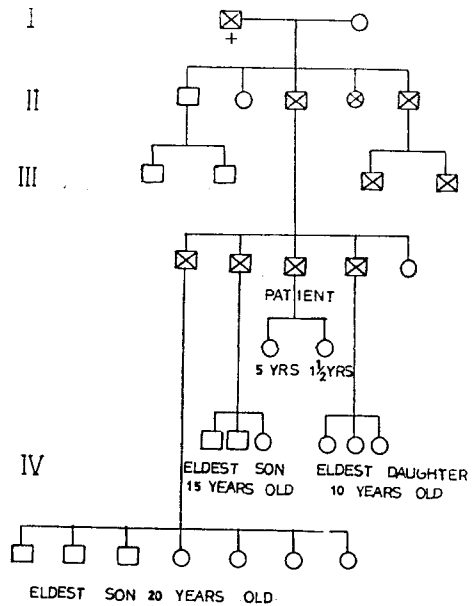 I
+
II
III
PATIENT
5 YRS 1½YRS
IV
ELDEST SON
15 YEARS OLD
ELDEST DAUGHTER
10 YEARS OLD
ELDEST SON 20 YEARS OLD.